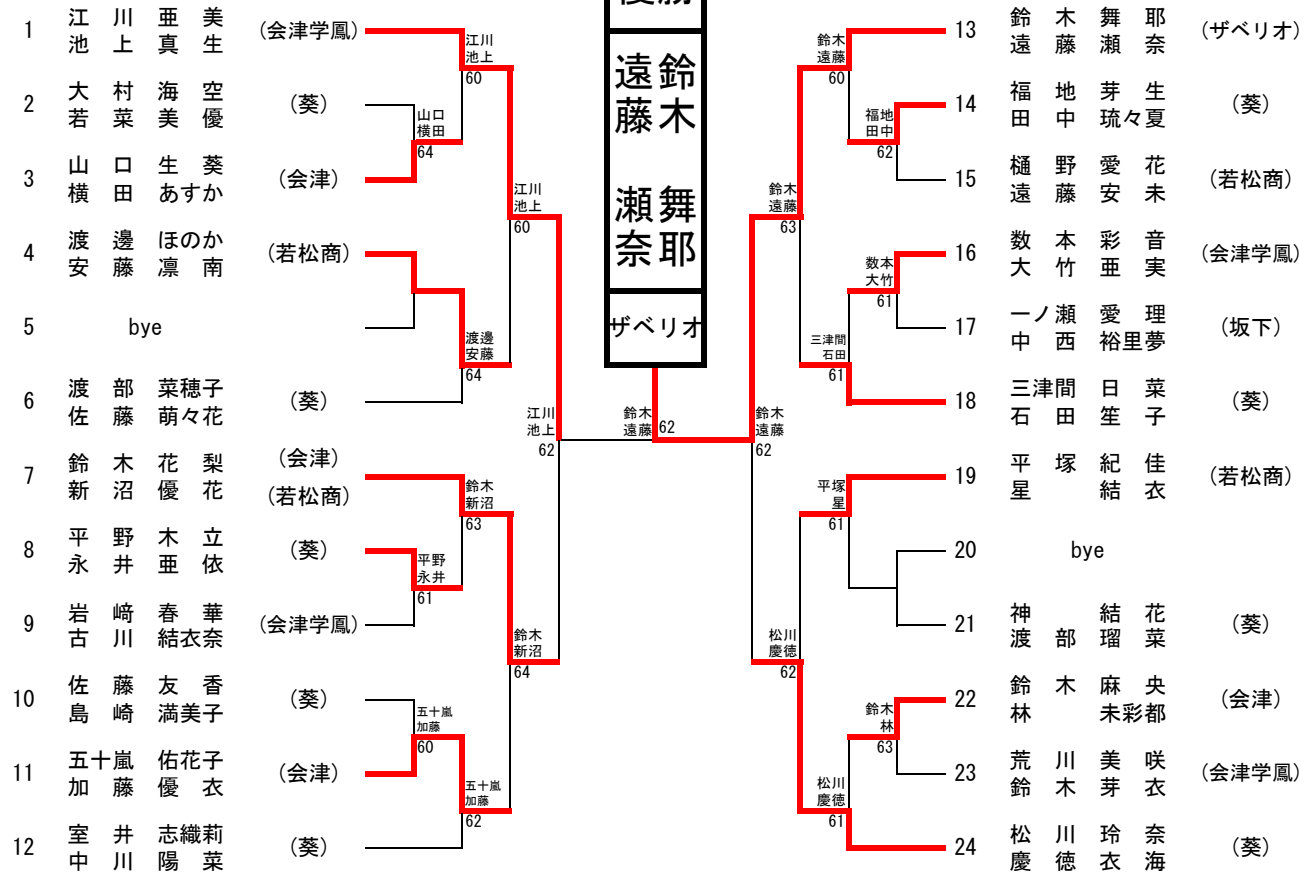 優勝
遠藤 瀬奈
鈴木 舞耶
ザベリオ
1 江川亜美 池上真生 (会津学鳳)
2 大村海空 若菜美優 (葵)
3 山口生葵 横田あすか (会津)
4 渡邊ほのか 安藤凛南 (若松商)
5 bye
6 渡部菜穂子 佐藤萌々花 (葵)
7 鈴木花梨 新沼優花 (会津) (若松商)
8 平野木立 永井亜依 (葵)
9 岩﨑春華 古川結衣奈 (会津学鳳)
10 佐藤友香 島崎満美子 (葵)
11 五十嵐佑花子 加藤優衣 (会津)
12 室井志織莉 中川陽菜 (葵)
江川 池上 60
山口 横田 64
江川 池上 60
渡邊 安藤 64
江川 池上 62
鈴木 新沼 63
平野 永井 61
鈴木 新沼 64
五十嵐 加藤 60
五十嵐 加藤 62
鈴木 遠藤 62
鈴木 遠藤 60
福地 田中 62
鈴木 遠藤 63
数本 大竹 61
三津間 石田 61
鈴木 遠藤 62
平塚 星 61
松川 慶徳 62
鈴木 林 63
松川 慶徳 61
13 鈴木舞耶 遠藤瀬奈 (ザベリオ)
14 福地芽生 田中琉々夏 (葵)
15 樋野愛花 遠藤安未 (若松商)
16 数本彩音 大竹亜実 (会津学鳳)
17 一ノ瀬愛理 中西裕里夢 (坂下)
18 三津間日菜 石田笙子 (葵)
19 平塚紀佳 星結衣 (若松商)
20 bye
21 神結花 渡部瑠菜 (葵)
22 鈴木麻央 林未彩都 (会津)
23 荒川美咲 鈴木芽衣 (会津学鳳)
24 松川玲奈 慶徳衣海 (葵)